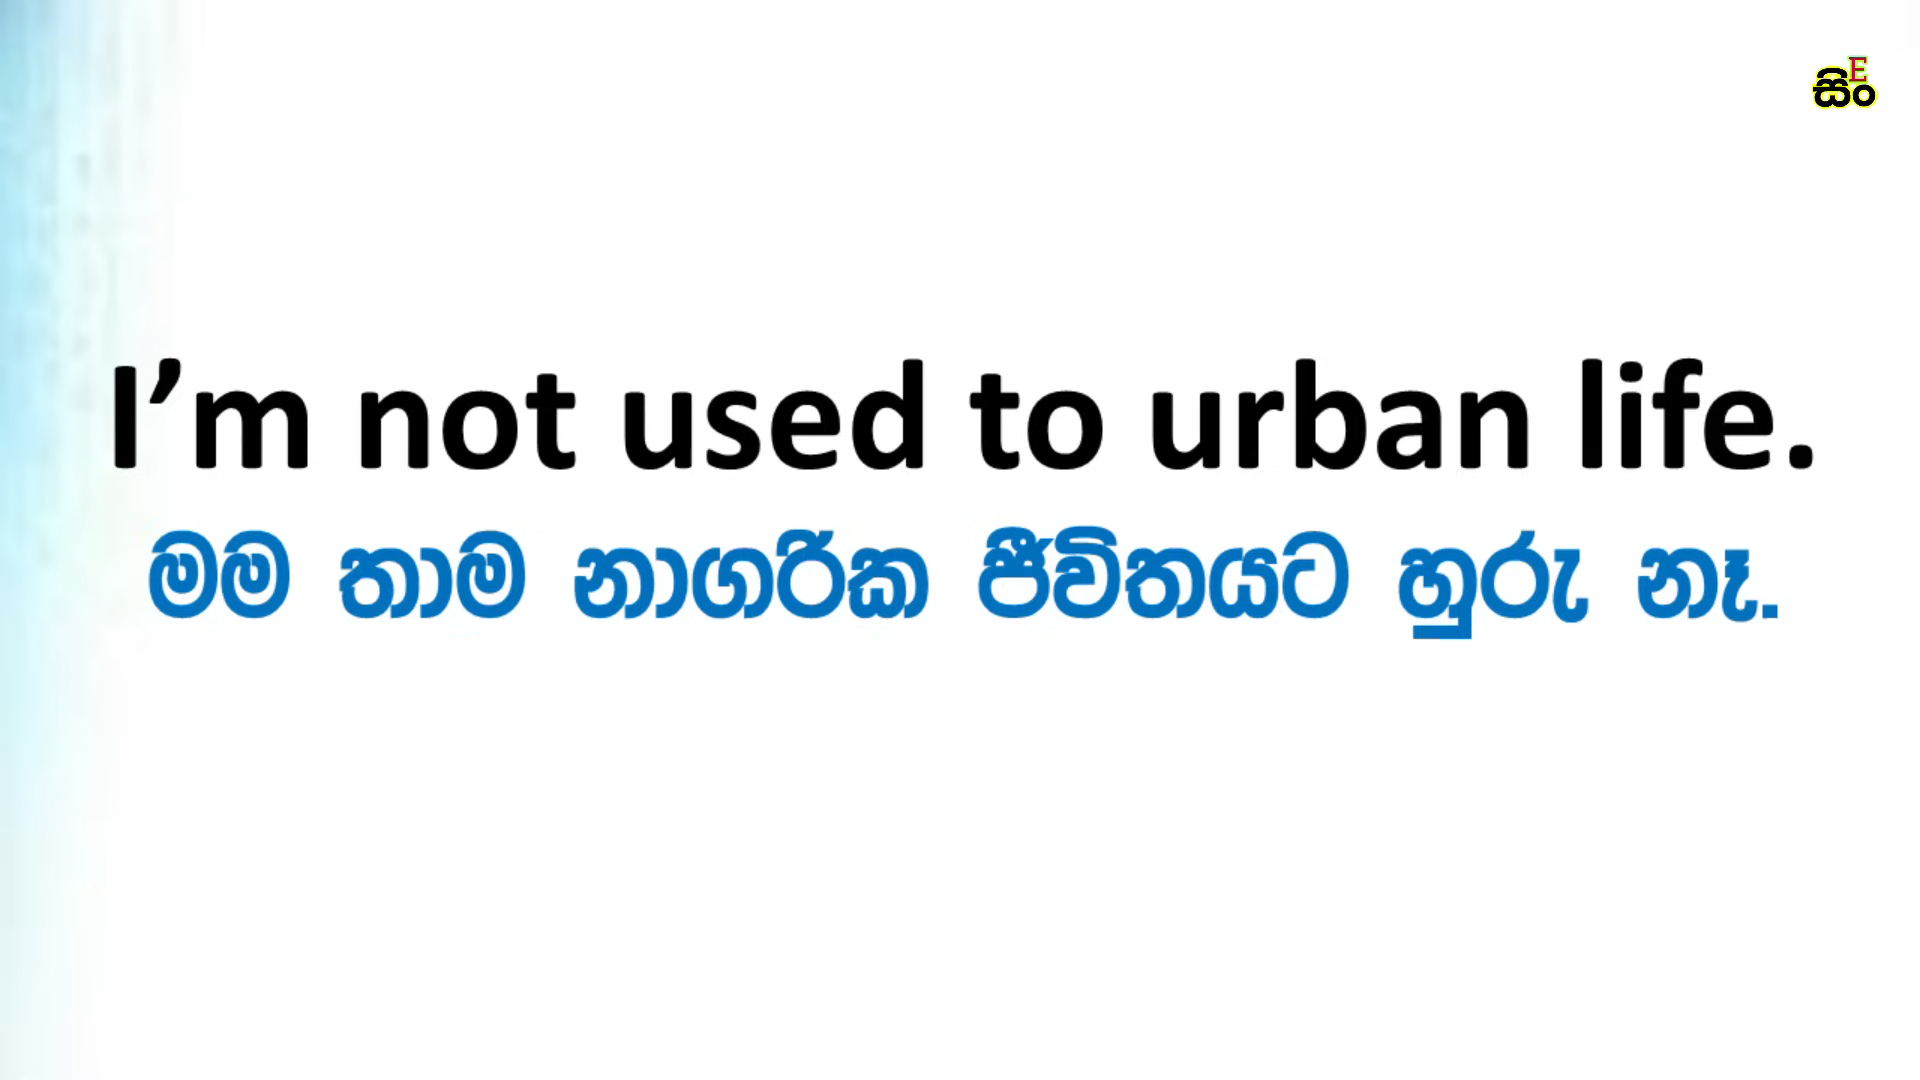 සිංE
I’m not used to urban life.
මම තාම නාගරික ජීවිතයට හුරු නෑ.